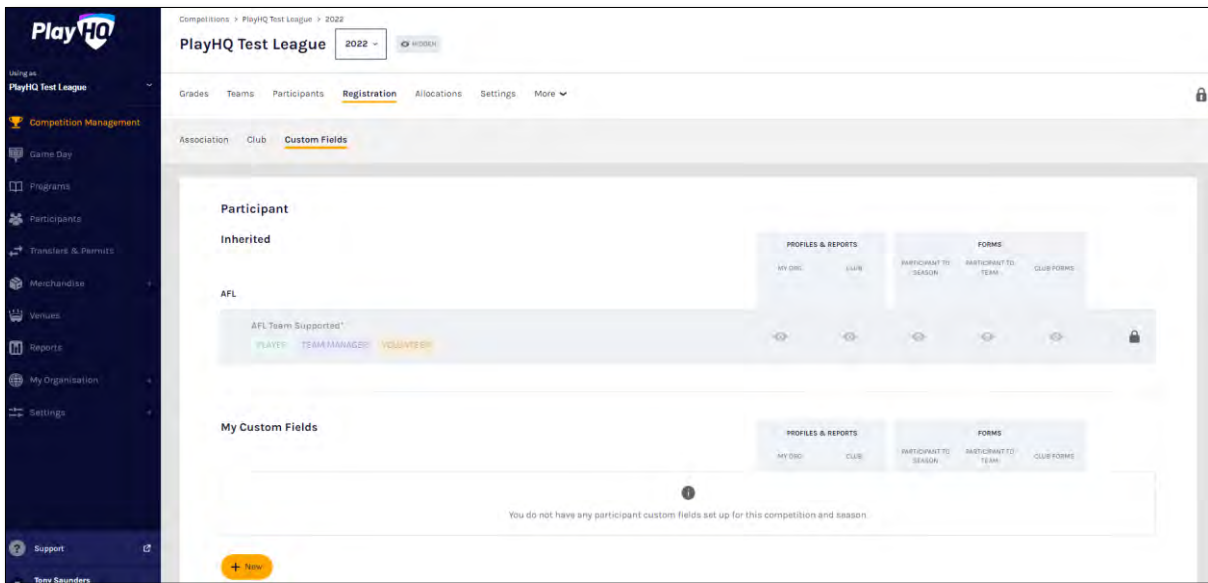 PlayHQ
Using as
PlayHQ Test League
Competition Management
Game Day
Programs
Participants
Transfers & Permits
Merchandise
Venues
Reports
My Organisation
Settings
Support
Tony Saunders
Competitions > PlayHQ Test League > 2022
PlayHQ Test League 2022 HIDDEN
Grades Teams Participants Registration Allocations Settings More
Association Club Custom Fields
Participant
Inherited
PROFILES & REPORTS FORMS
MY ORG CLUB PARTICIPANT TO SEASON PARTICIPANT TO TEAM CLUB FORMS
AFL
AFL Team Supported*
PLAYER TEAM MANAGER VOLUNTEER
My Custom Fields
PROFILES & REPORTS FORMS
MY ORG CLUB PARTICIPANT TO SEASON PARTICIPANT TO TEAM CLUB FORMS
You do not have any participant custom fields set up for this competition and season.
+ New